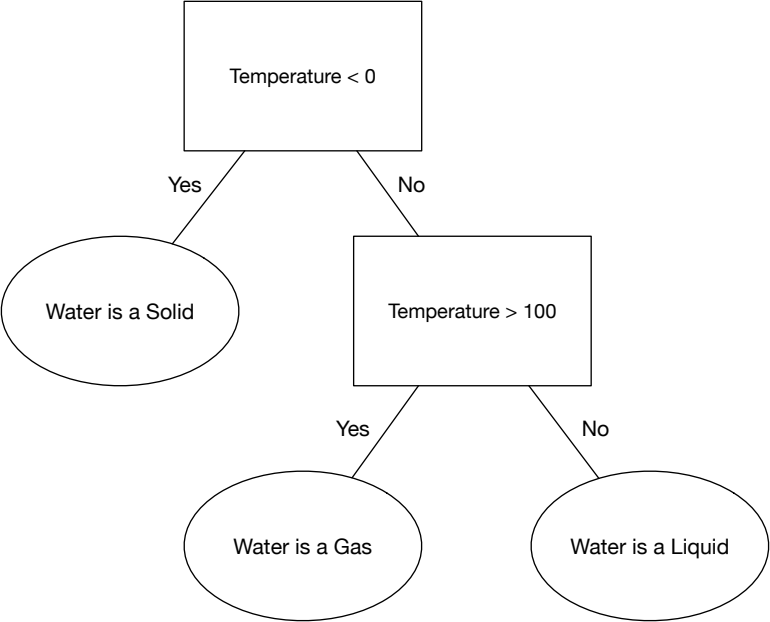 Temperature < 0
Yes
No
Water is a Solid
Temperature > 100
Yes
No
Water is a Gas
Water is a Liquid